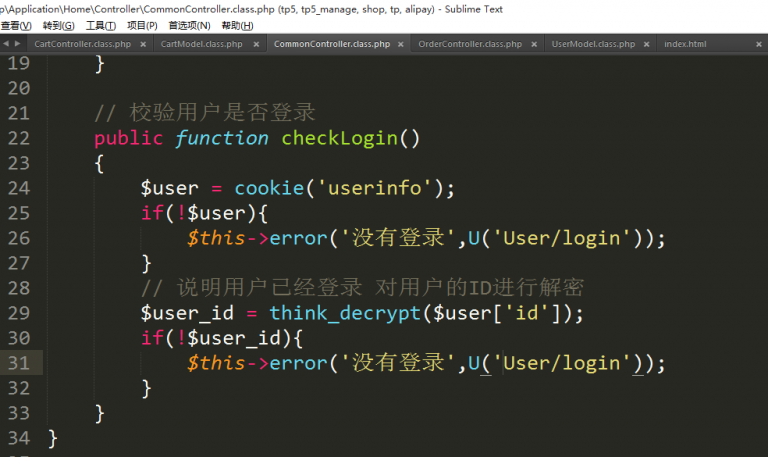 p\Application\Home\Controller\CommonController.class.php (tp5, tp5_manage, shop, tp, alipay) - Sublime Text
查看(V) 转到(G) 工具(T) 项目(P) 首选项(N) 帮助(H)
CartController.class.php × CartModel.class.php × CommonController.class.php × OrderController.class.php × UserModel.class.php × index.html ×
19 }
20
21 // 校验用户是否登录
22 public function checkLogin()
23 {
24 $user = cookie('userinfo');
25 if(!$user){
26 $this->error('没有登录',U('User/login'));
27 }
28 // 说明用户已经登录 对用户的ID进行解密
29 $user_id = think_decrypt($user['id']);
30 if(!$user_id){
31 $this->error('没有登录',U('User/login'));
32 }
33 }
34 }